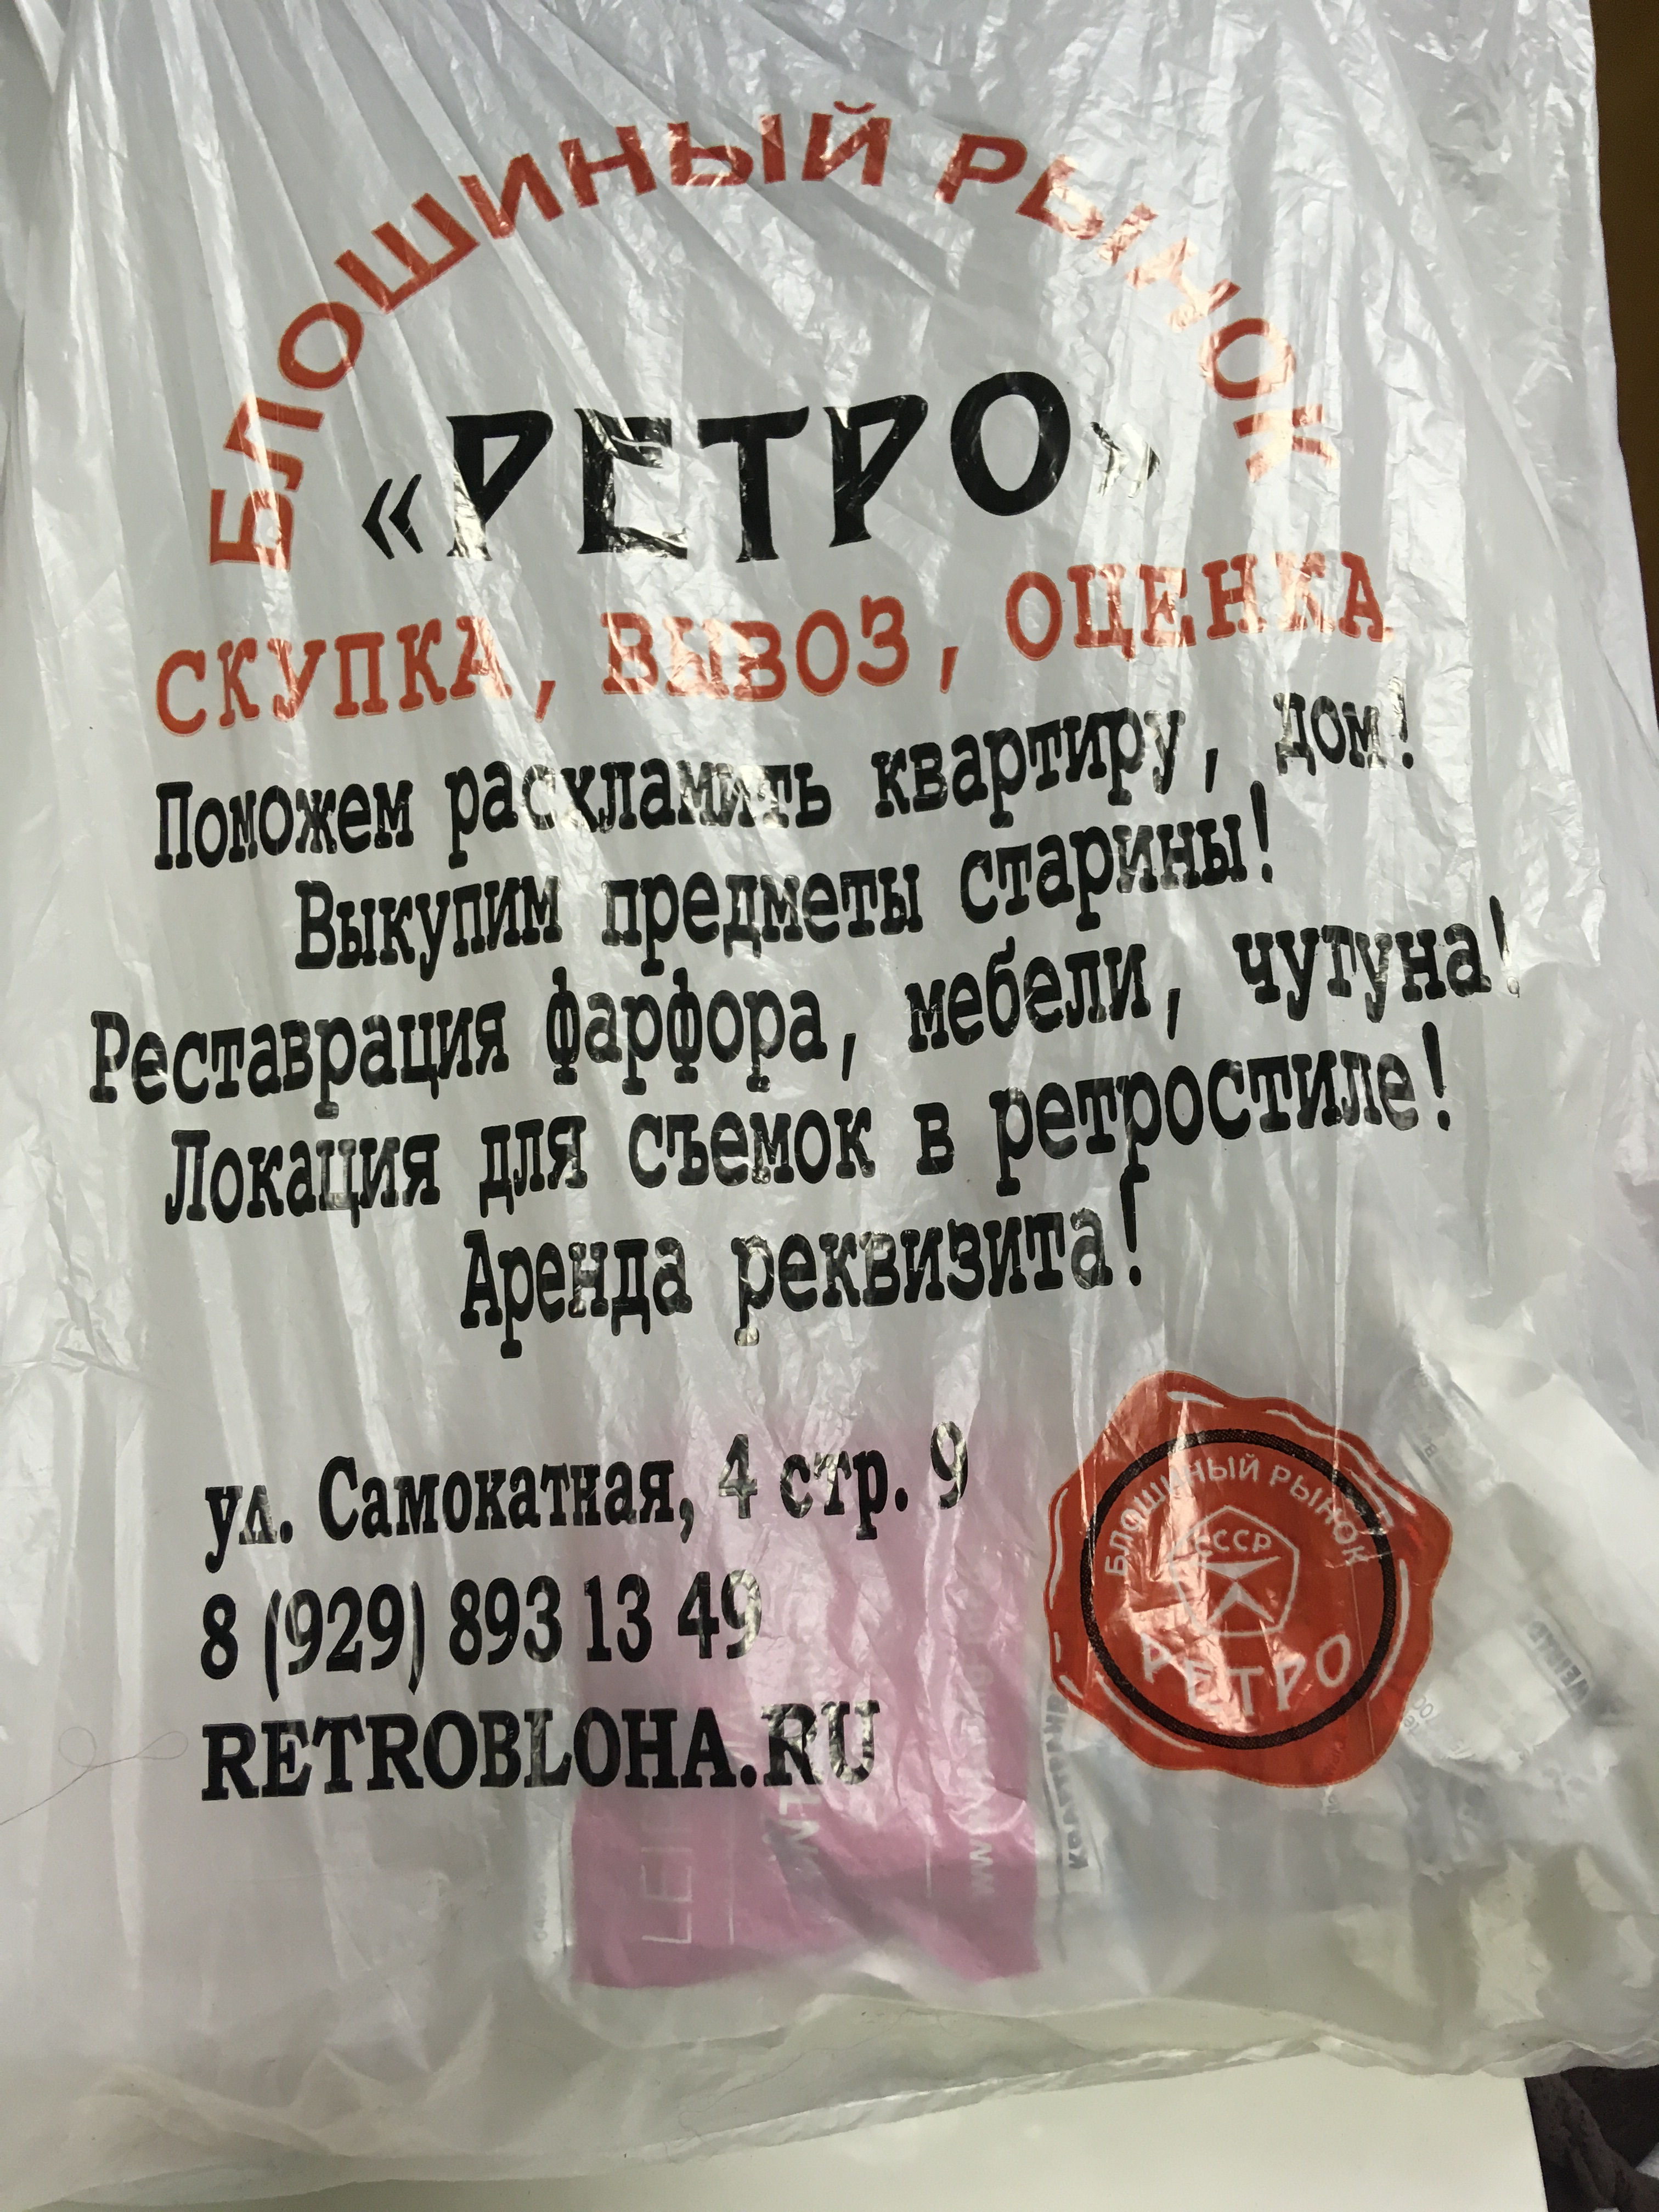 БЛОШИНЫЙ РЫНОК
«РЕТРО»
СКУПКА, ВЫВОЗ, ОЦЕНКА
Поможем расхламить квартиру, дом!
Выкупим предметы старины!
Реставрация фарфора, мебели, чугуна!
Локация для съемок в ретростиле!
Аренда реквизита!
ул. Самокатная, 4 стр. 9
8 (929) 893 13 49
RETROBLOHA.RU
БЛОШИНЫЙ РЫНОК
СССР
РЕТРО